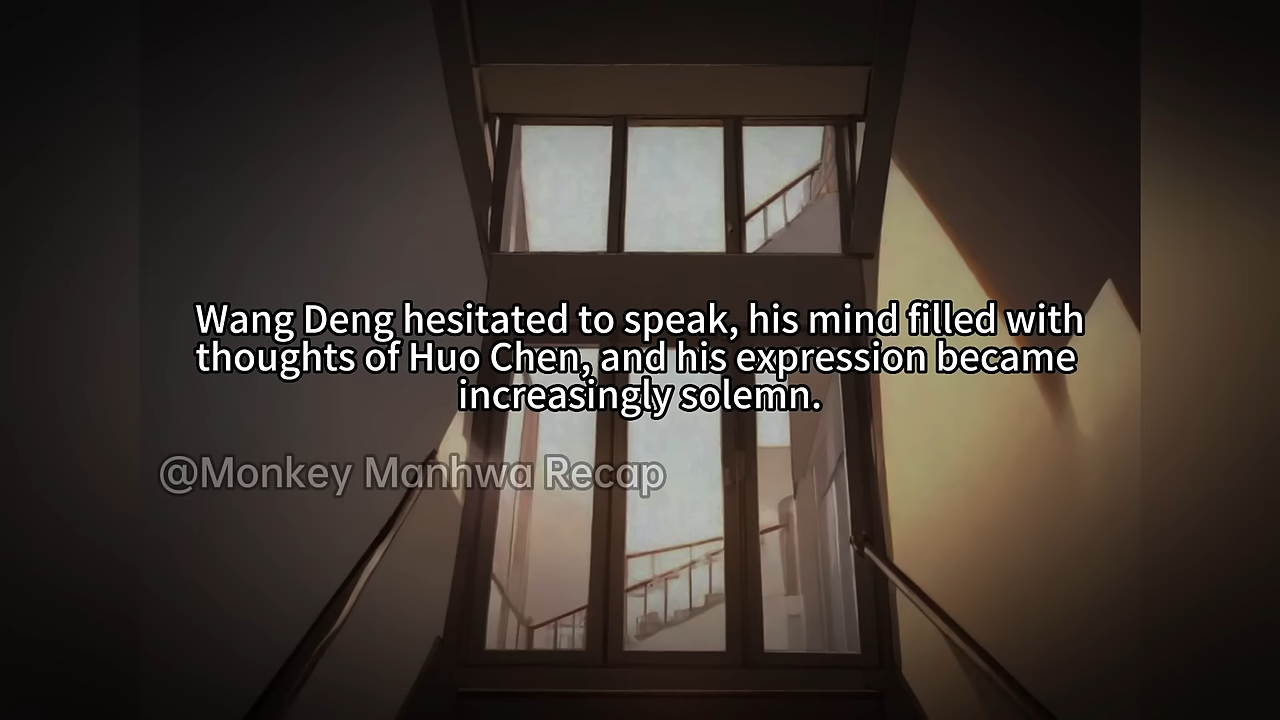 Wang Deng hesitated to speak, his mind filled with
thoughts of Huo Chen, and his expression became
increasingly solemn.
@Monkey Manhwa Recap